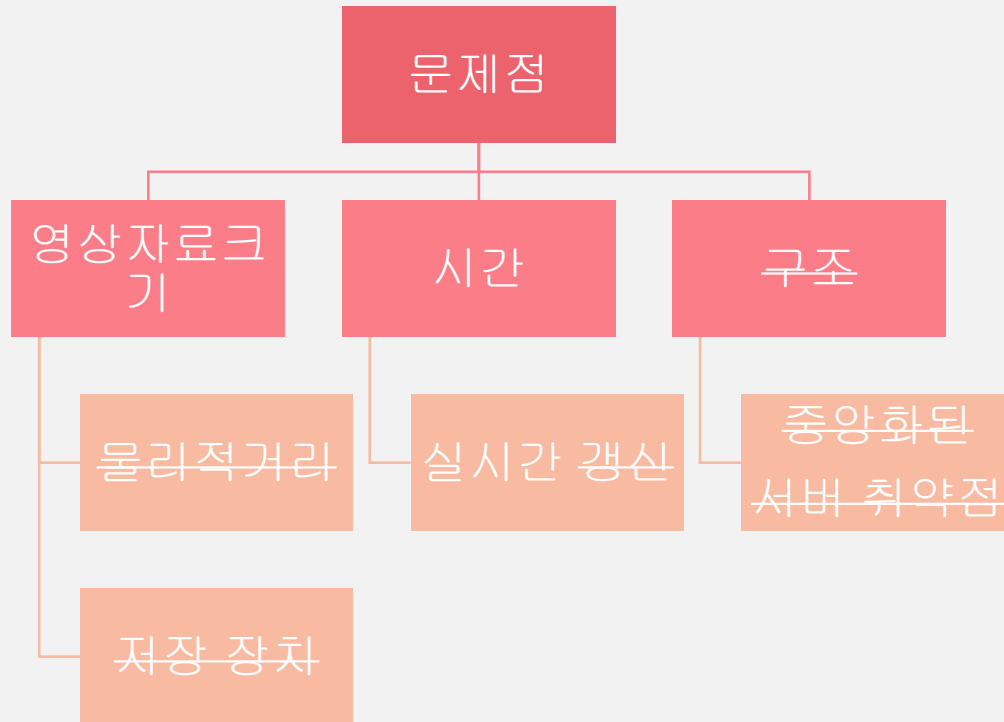 문제점
영상자료크
기
시간
구조
물리적거리
실시간 갱신
중앙화된
서버 취약점
저장 장치